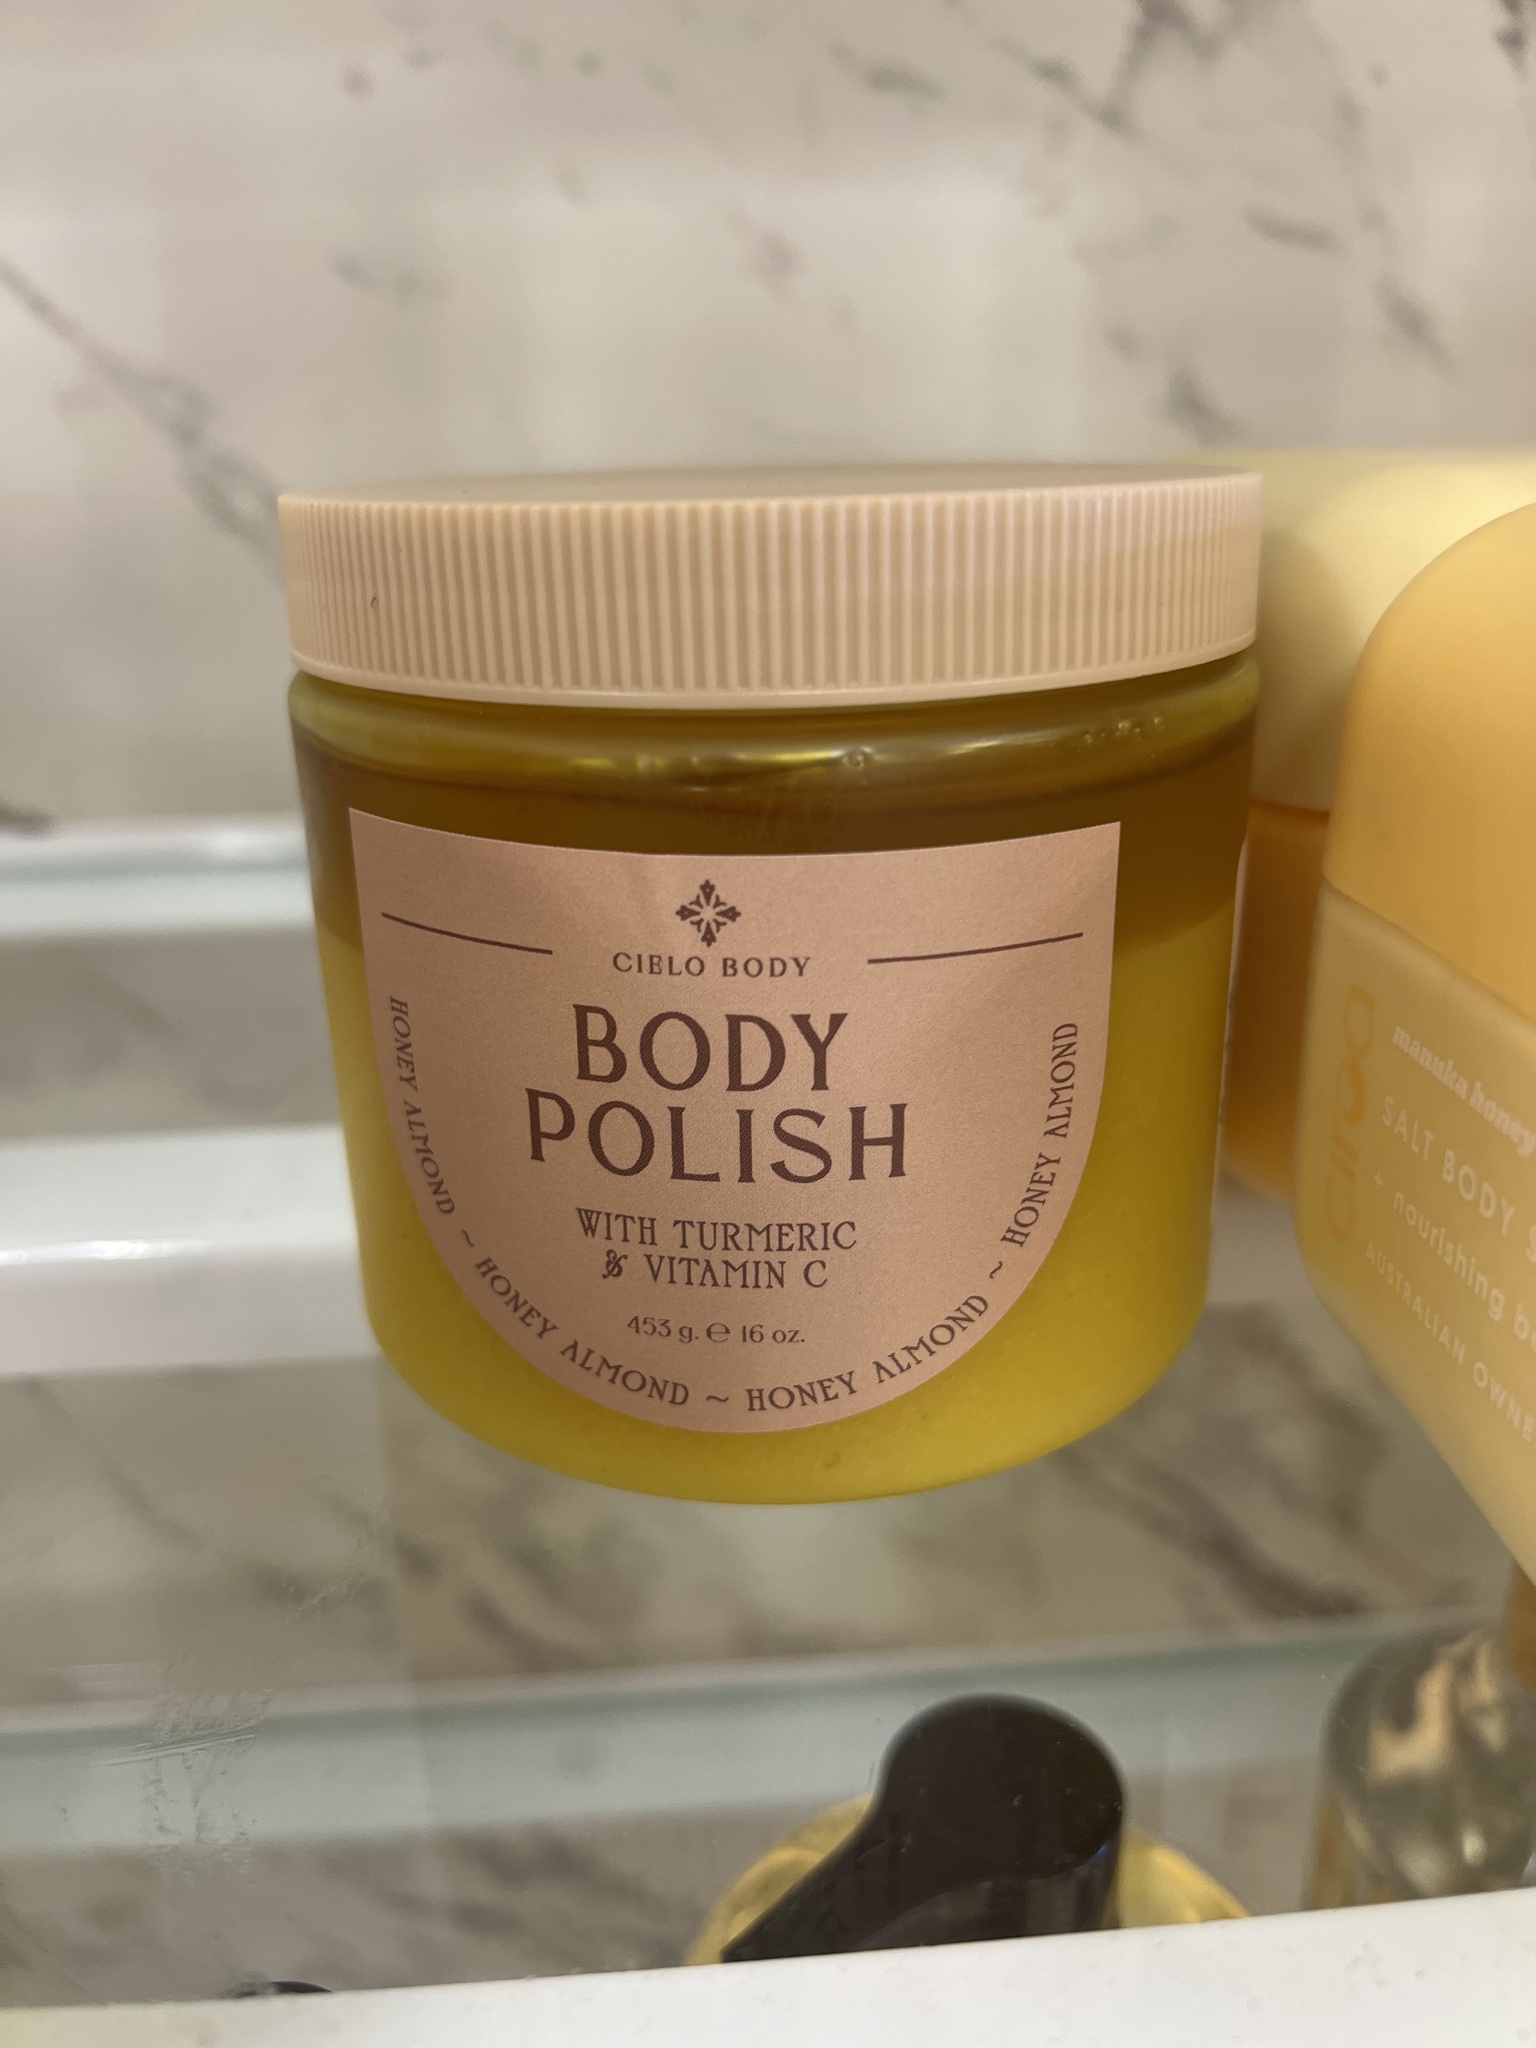 CIELO BODY
BODY
POLISH
WITH TURMERIC
& VITAMIN C
453 g. ℮ 16 oz.
HONEY ALMOND ~ HONEY ALMOND ~ HONEY ALMOND ~ HONEY ALMOND
manuka honey
SALT BODY
+ nourishing
AUSTRALIAN